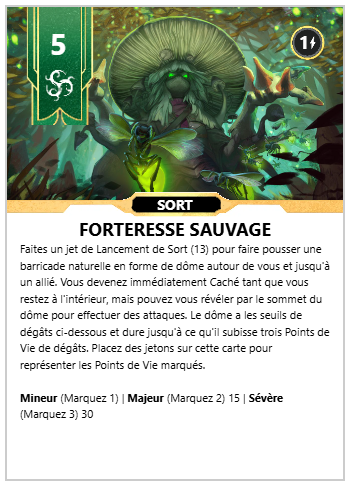 5
1
SORT
FORTERESSE SAUVAGE
Faites un jet de Lancement de Sort (13) pour faire pousser une
barricade naturelle en forme de dôme autour de vous et jusqu'à
un allié. Vous devenez immédiatement Caché tant que vous
restez à l'intérieur, mais pouvez vous révéler par le sommet du
dôme pour effectuer des attaques. Le dôme a les seuils de
dégâts ci-dessous et dure jusqu'à ce qu'il subisse trois Points de
Vie de dégâts. Placez des jetons sur cette carte pour
représenter les Points de Vie marqués.
Mineur (Marquez 1) | Majeur (Marquez 2) 15 | Sévère
(Marquez 3) 30